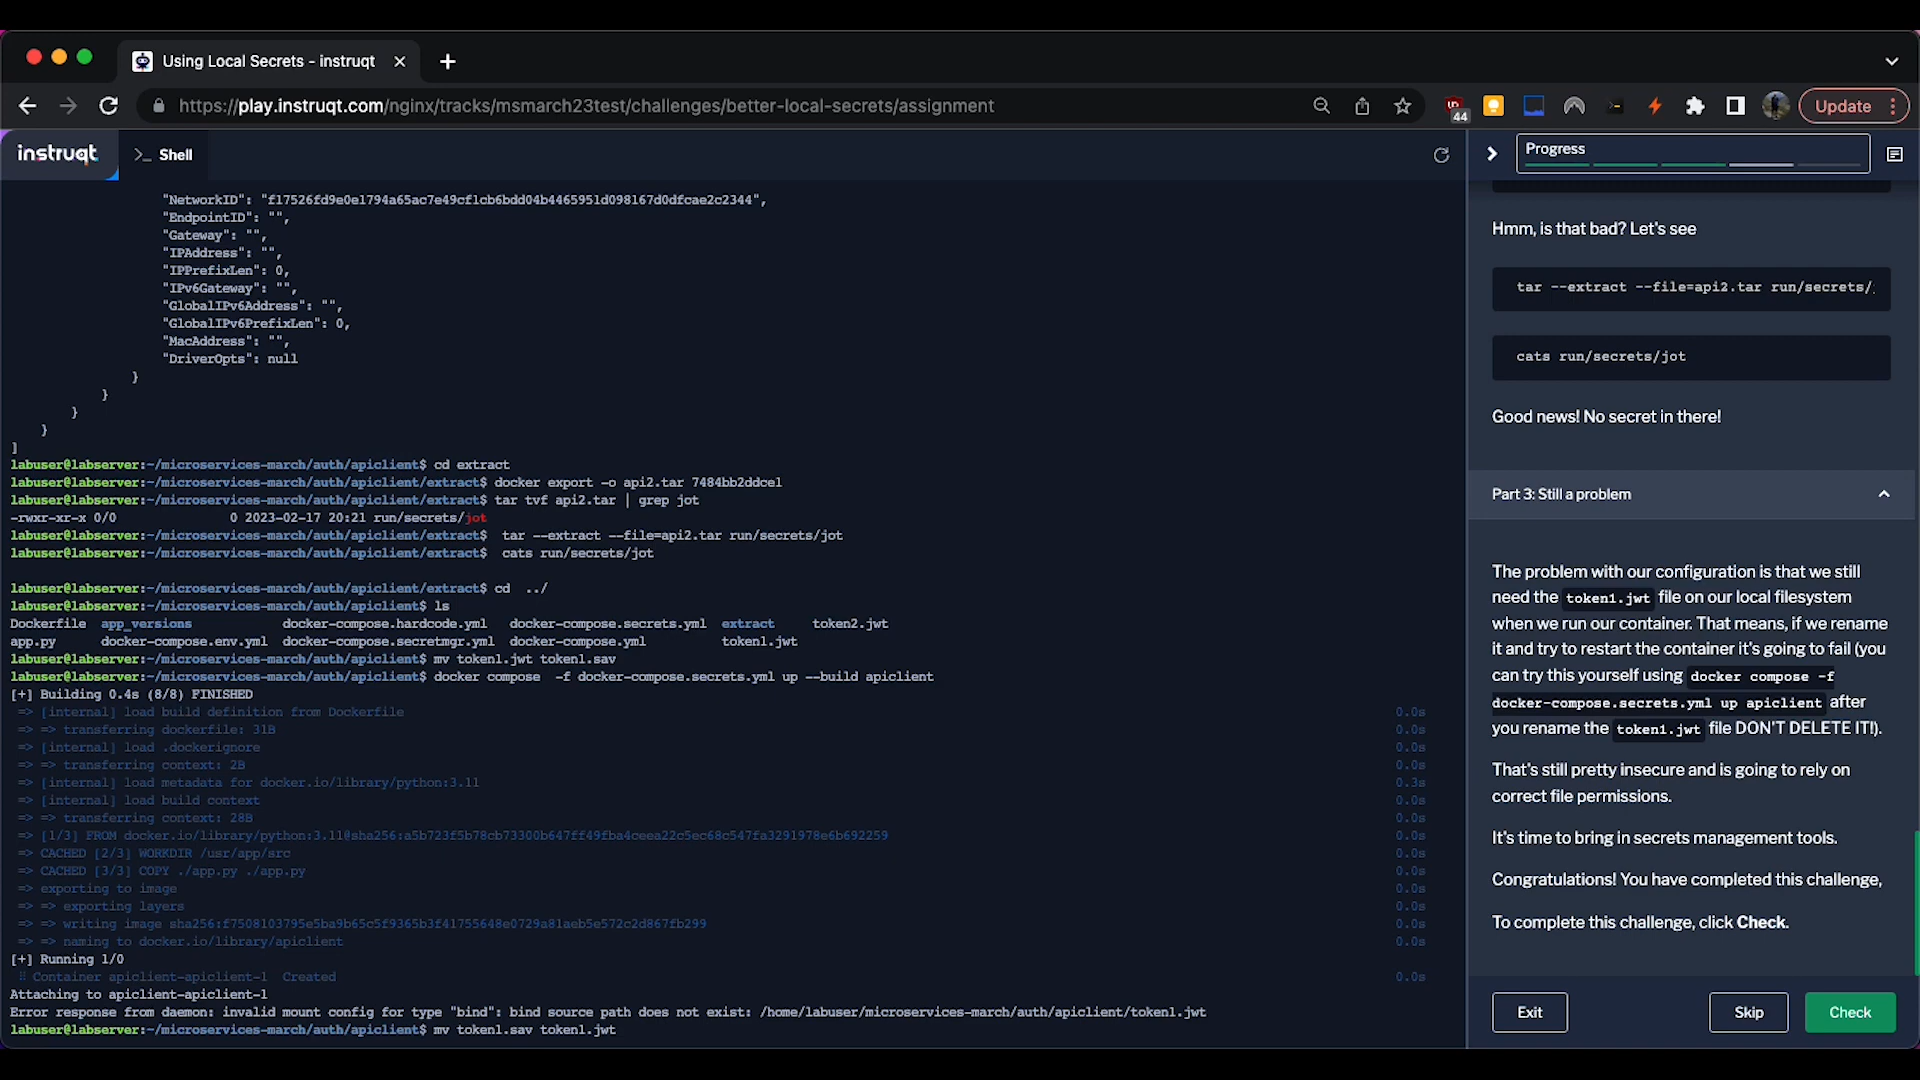 Using Local Secrets - instruqt
https://play.instruqt.com/nginx/tracks/msmarch23test/challenges/better-local-secrets/assignment
44
Update
instruqt
>_ Shell
"NetworkID": "f17526fd9e0e1794a65ac7e49cf1cb6bdd04b4465951d098167d0dfcae2c2344",
"EndpointID": "",
"Gateway": "",
"IPAddress": "",
"IPPrefixLen": 0,
"IPv6Gateway": "",
"GlobalIPv6Address": "",
"GlobalIPv6PrefixLen": 0,
"MacAddress": "",
"DriverOpts": null
}
}
}
}
]
labuser@labserver:~/microservices-march/auth/apiclient$ cd extract
labuser@labserver:~/microservices-march/auth/apiclient/extract$ docker export -o api2.tar 7484bb2ddce1
labuser@labserver:~/microservices-march/auth/apiclient/extract$ tar tvf api2.tar | grep jot
-rwxr-xr-x 0/0 0 2023-02-17 20:21 run/secrets/jot
labuser@labserver:~/microservices-march/auth/apiclient/extract$ tar --extract --file=api2.tar run/secrets/jot
labuser@labserver:~/microservices-march/auth/apiclient/extract$ cats run/secrets/jot
labuser@labserver:~/microservices-march/auth/apiclient/extract$ cd ../
labuser@labserver:~/microservices-march/auth/apiclient$ ls
Dockerfile app_versions docker-compose.hardcode.yml docker-compose.secrets.yml extract token2.jwt
app.py docker-compose.env.yml docker-compose.secretmgr.yml docker-compose.yml token1.jwt
labuser@labserver:~/microservices-march/auth/apiclient$ mv token1.jwt token1.sav
labuser@labserver:~/microservices-march/auth/apiclient$ docker compose -f docker-compose.secrets.yml up --build apiclient
[+] Building 0.4s (8/8) FINISHED
=> [internal] load build definition from Dockerfile 0.0s
=> => transferring dockerfile: 31B 0.0s
=> [internal] load .dockerignore 0.0s
=> => transferring context: 2B 0.0s
=> [internal] load metadata for docker.io/library/python:3.11 0.3s
=> [internal] load build context 0.0s
=> => transferring context: 28B 0.0s
=> [1/3] FROM docker.io/library/python:3.11@sha256:a5b723f5b78cb73300b647ff49fba4ceea22c5ec68c547fa3291978e6b692259 0.0s
=> CACHED [2/3] WORKDIR /usr/app/src 0.0s
=> CACHED [3/3] COPY ./app.py ./app.py 0.0s
=> exporting to image 0.0s
=> => exporting layers 0.0s
=> => writing image sha256:f7508103795e5ba9b65c5f9365b3f41755648e0729a81aeb5e572c2d867fb299 0.0s
=> => naming to docker.io/library/apiclient 0.0s
[+] Running 1/0
⠿ Container apiclient-apiclient-1 Created 0.0s
Attaching to apiclient-apiclient-1
Error response from daemon: invalid mount config for type "bind": bind source path does not exist: /home/labuser/microservices-march/auth/apiclient/token1.jwt
labuser@labserver:~/microservices-march/auth/apiclient$ mv token1.sav token1.jwt
Progress
Hmm, is that bad? Let's see
tar --extract --file=api2.tar run/secrets/
cats run/secrets/jot
Good news! No secret in there!
Part 3: Still a problem
The problem with our configuration is that we still
need the token1.jwt file on our local filesystem
when we run our container. That means, if we rename
it and try to restart the container it's going to fail (you
can try this yourself using docker compose -f
docker-compose.secrets.yml up apiclient after
you rename the token1.jwt file DON'T DELETE IT!).
That's still pretty insecure and is going to rely on
correct file permissions.
It's time to bring in secrets management tools.
Congratulations! You have completed this challenge,
To complete this challenge, click Check.
Exit
Skip
Check